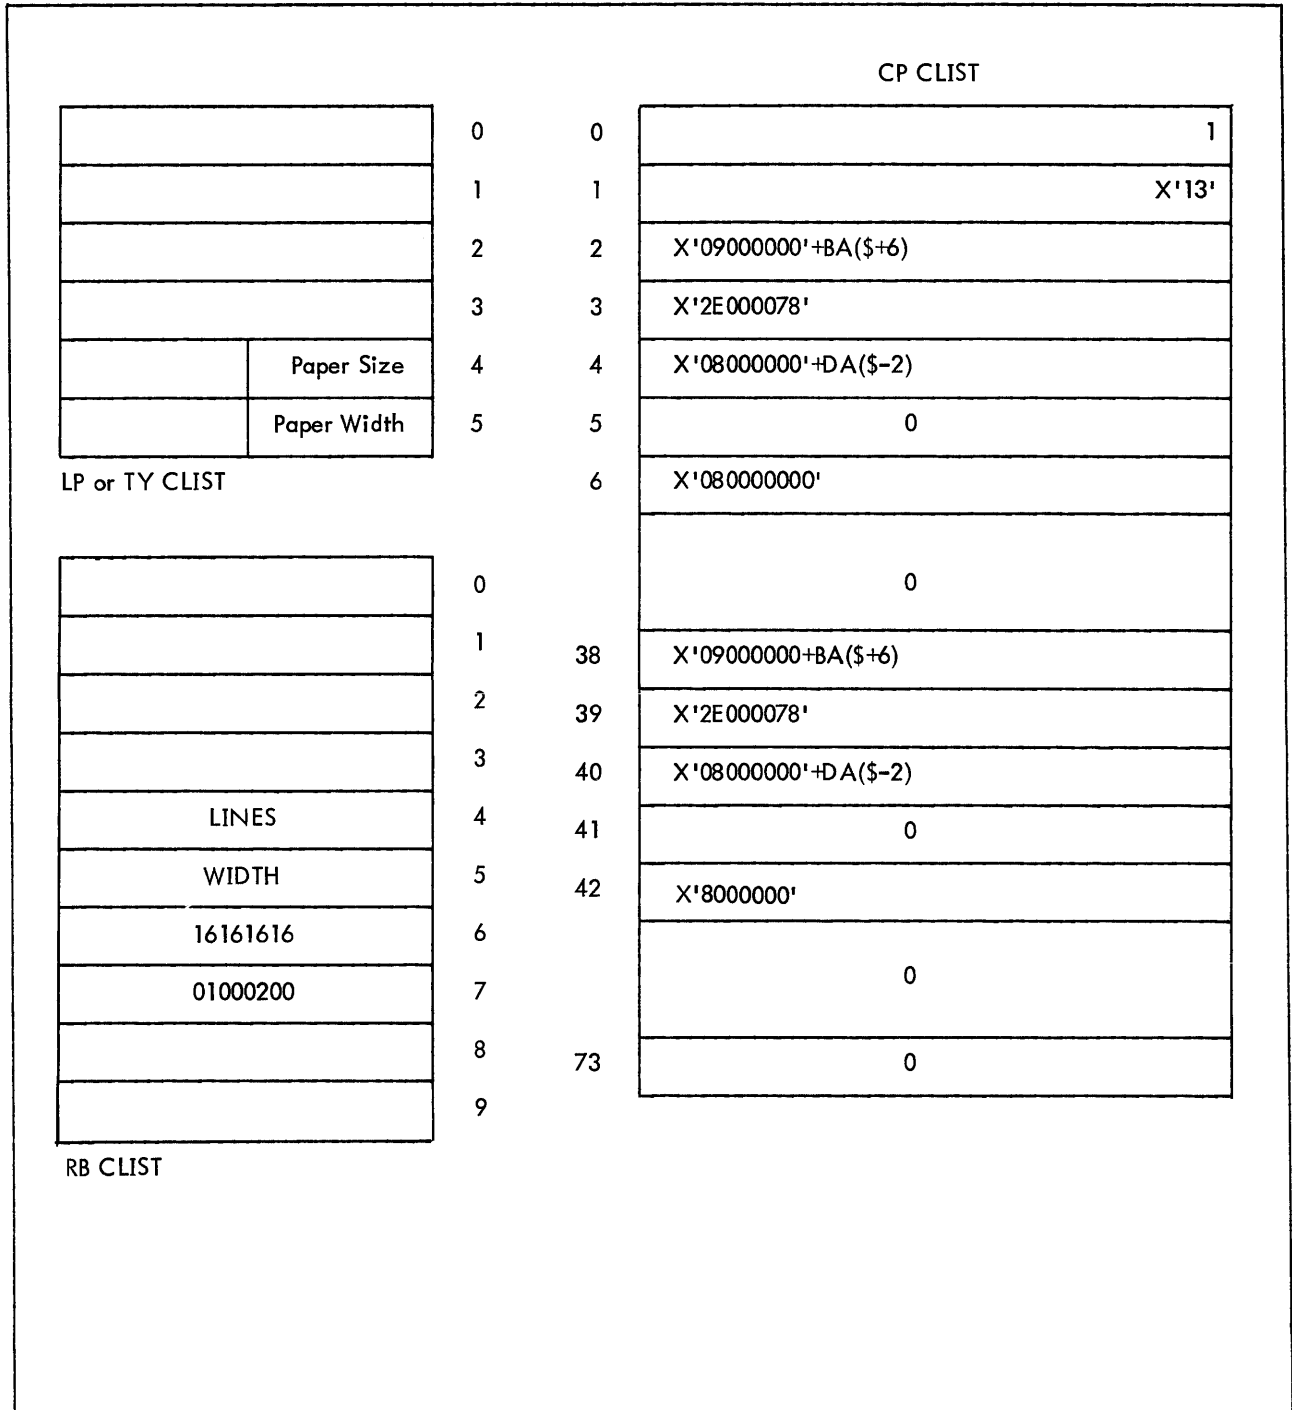 CP CLIST
0 0 1
1 1 X'13'
2 2 X'09000000'+BA($+6)
3 3 X'2E000078'
Paper Size 4 4 X'08000000'+DA($-2)
Paper Width 5 5 0
LP or TY CLIST 6 X'080000000'
0 0
1 38 X'09000000+BA($+6)
2 39 X'2E000078'
3 40 X'08000000'+DA($-2)
LINES 4 41 0
WIDTH 5 42 X'8000000'
16161616 6
01000200 7 0
8 73 0
9
RB CLIST